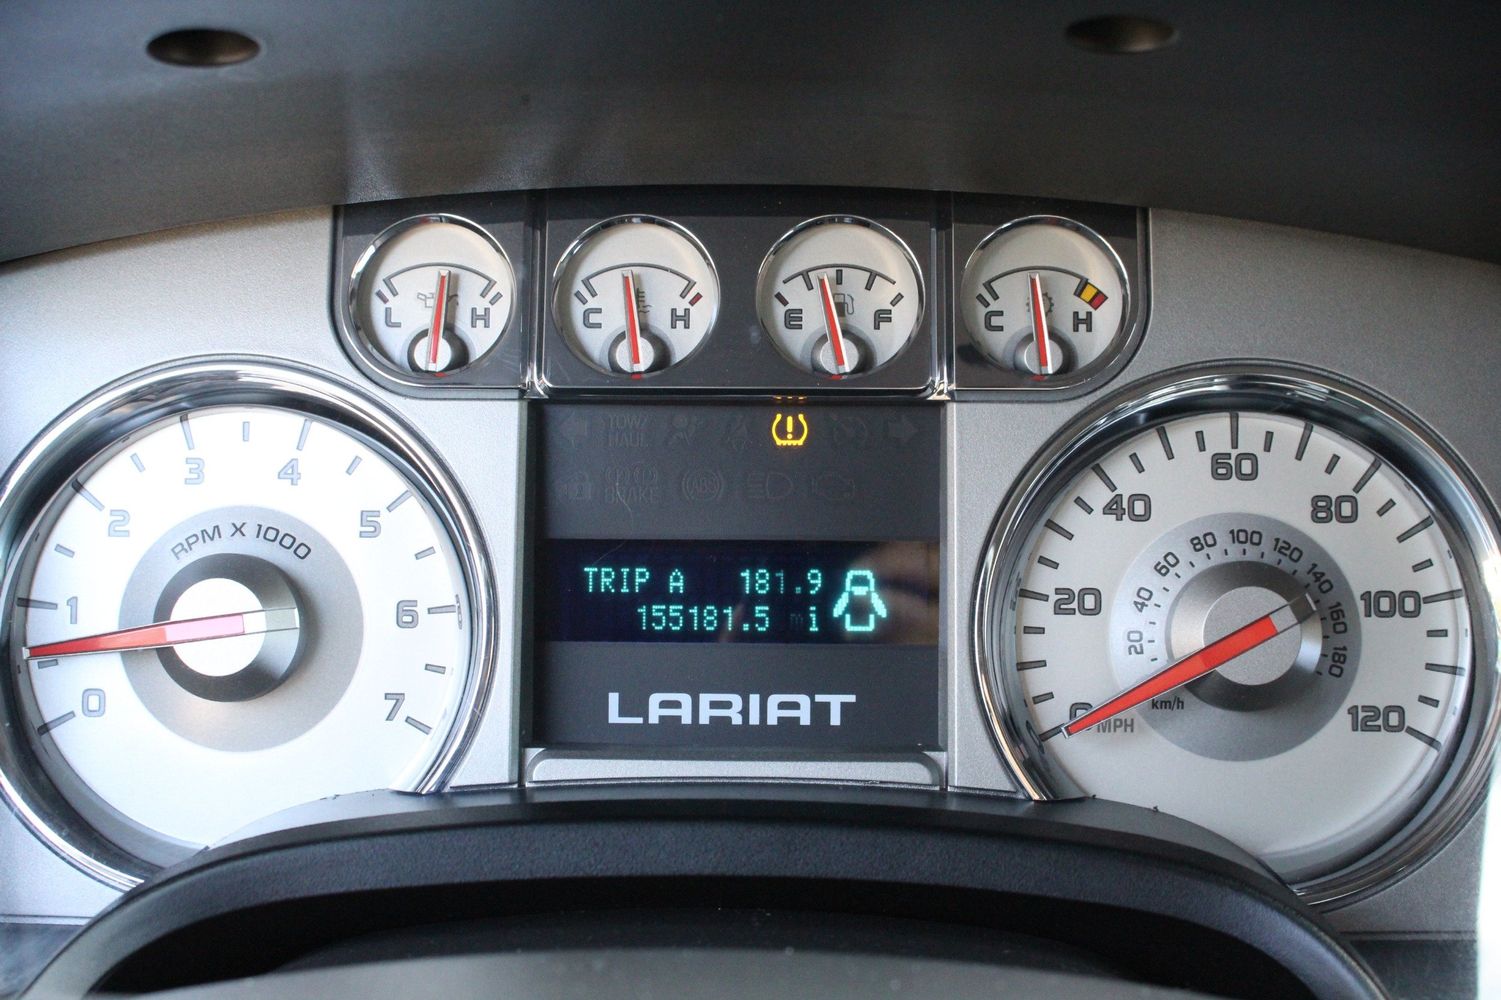 L H
C H
E F
C H
TOW/
HAUL
BRAKE
ABS
TRIP A 181.9
155181.5 mi
LARIAT
RPM X 1000
0 1 2 3 4 5 6 7
0 20 40 60 80 100 120
MPH
20 40 60 80 100 120 140 160 180
km/h